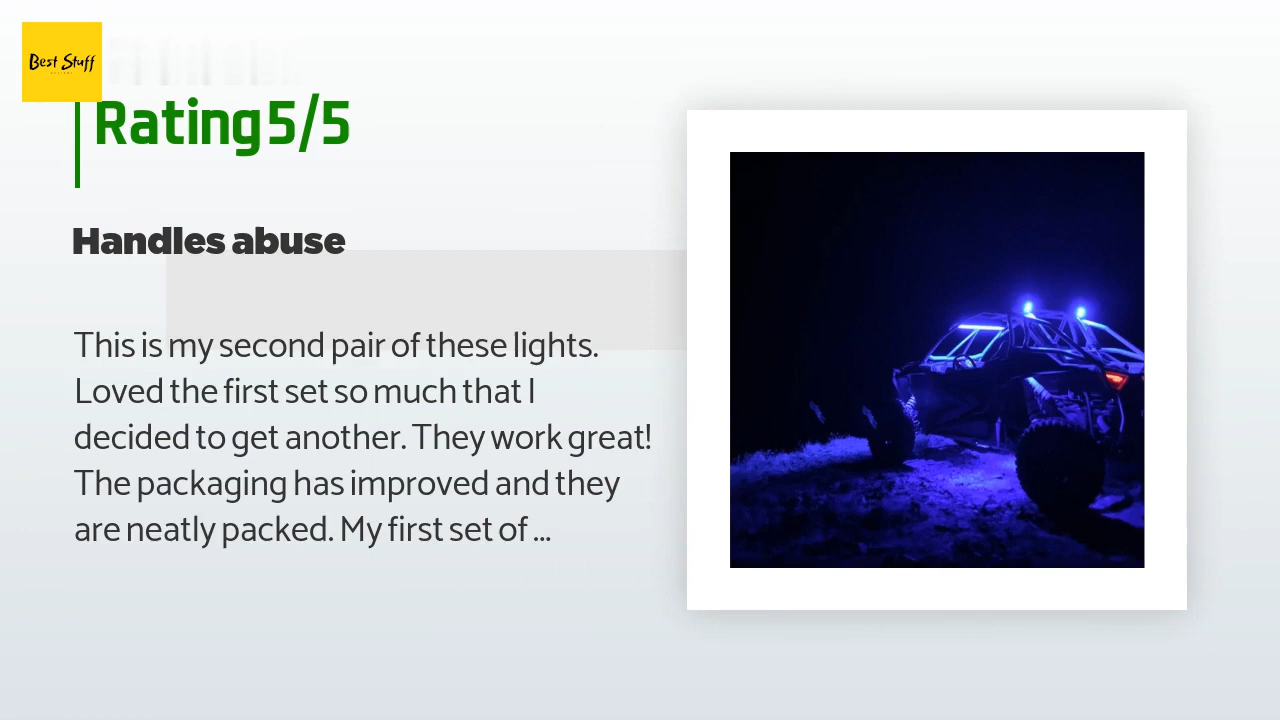 Best Stuff
Rating 5/5
Handles abuse
This is my second pair of these lights.
Loved the first set so much that I
decided to get another. They work great!
The packaging has improved and they
are neatly packed. My first set of ...